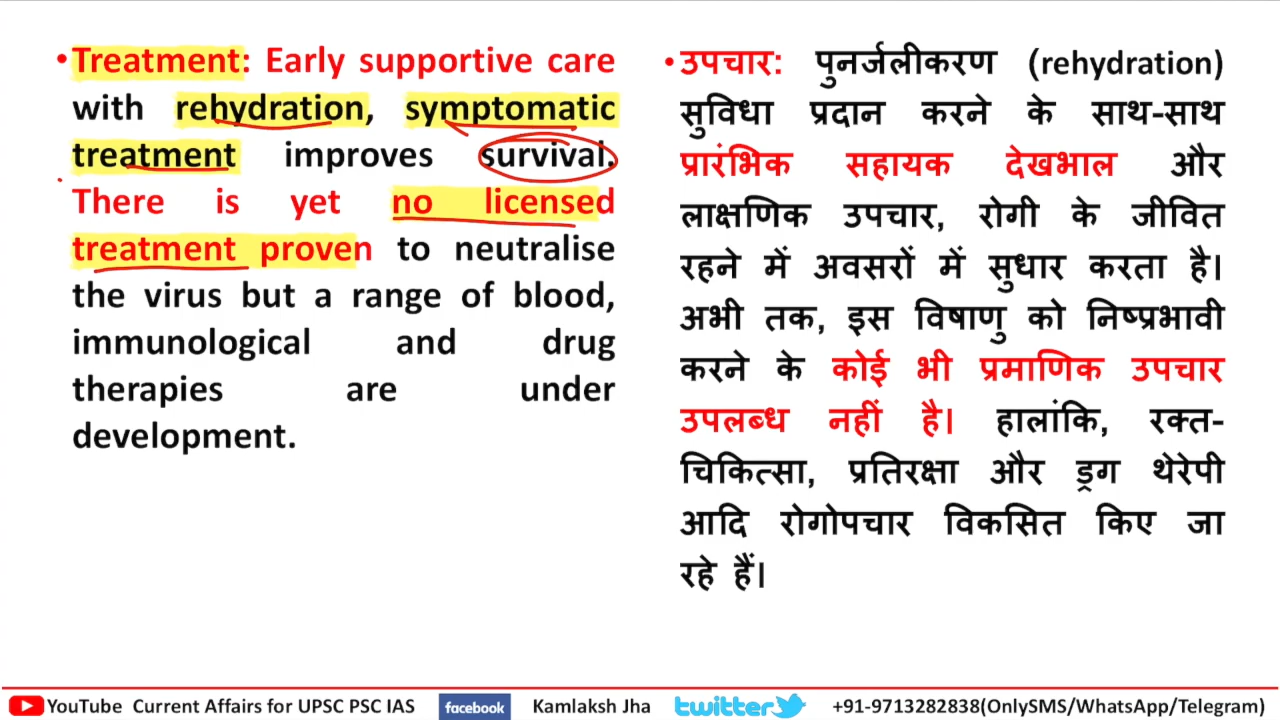 •Treatment: Early supportive care
with rehydration, symptomatic
treatment improves survival.
There is yet no licensed
treatment proven to neutralise
the virus but a range of blood,
immunological and drug
therapies are under
development.
•उपचार: पुनर्जलीकरण (rehydration)
सुविधा प्रदान करने के साथ-साथ
प्रारंभिक सहायक देखभाल और
लाक्षणिक उपचार, रोगी के जीवित
रहने में अवसरों में सुधार करता है।
अभी तक, इस विषाणु को निष्प्रभावी
करने के कोई भी प्रमाणिक उपचार
उपलब्ध नहीं है। हालांकि, रक्त-
चिकित्सा, प्रतिरक्षा और ड्रग थेरेपी
आदि रोगोपचार विकसित किए जा
रहे हैं।
YouTube Current Affairs for UPSC PSC IAS facebook Kamlaksh Jha twitter +91-9713282838(OnlySMS/WhatsApp/Telegram)